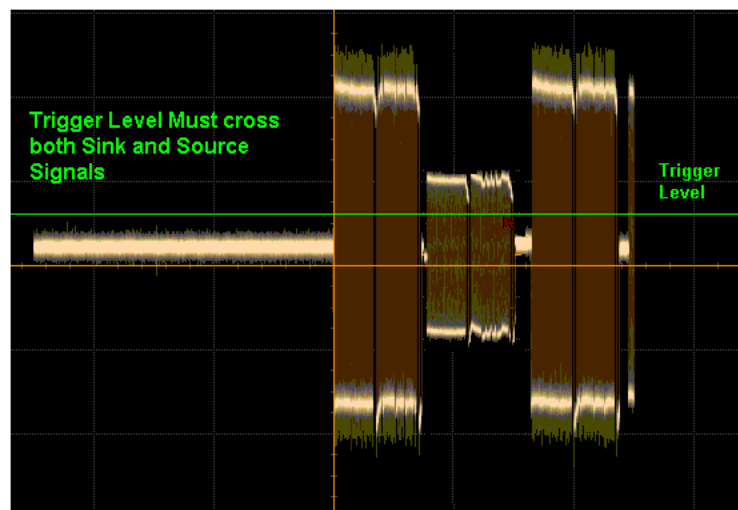 Trigger Level Must cross
both Sink and Source
Signals
Trigger
Level